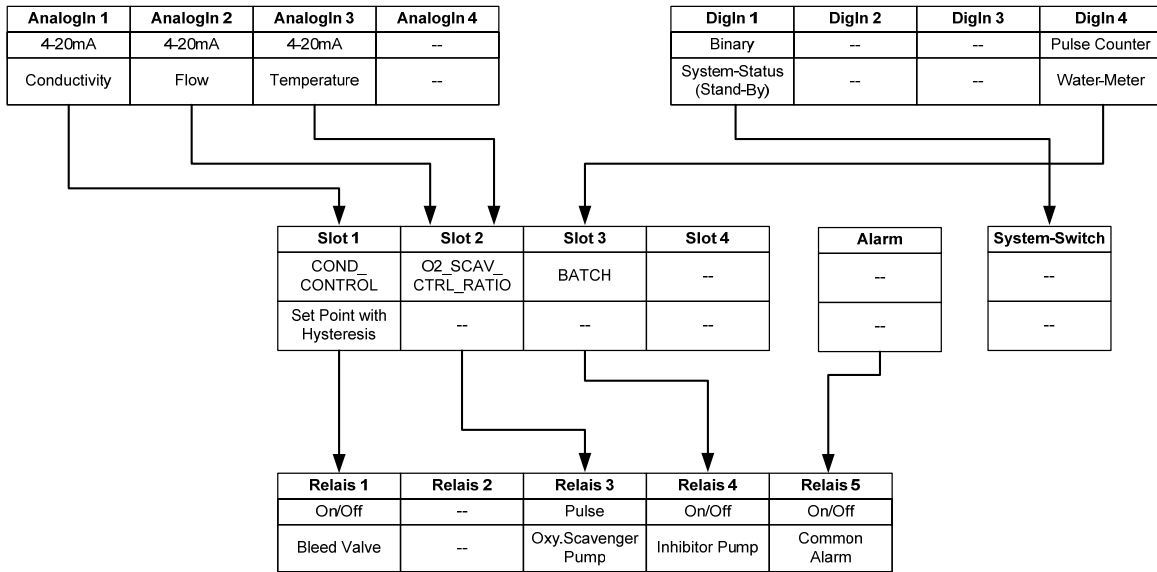 AnalogIn 1 AnalogIn 2 AnalogIn 3 AnalogIn 4
4-20mA 4-20mA 4-20mA --
Conductivity Flow Temperature --
DigIn 1 DigIn 2 DigIn 3 DigIn 4
Binary -- -- Pulse Counter
System-Status
(Stand-By) -- -- Water-Meter
Slot 1 Slot 2 Slot 3 Slot 4
COND_
CONTROL
O2_SCAV_
CTRL_RATIO
BATCH --
Set Point with
Hysteresis
-- -- --
Alarm
--
--
System-Switch
--
--
Relais 1 Relais 2 Relais 3 Relais 4 Relais 5
On/Off -- Pulse On/Off On/Off
Bleed Valve --
Oxy.Scavenger
Pump
Inhibitor Pump
Common
Alarm